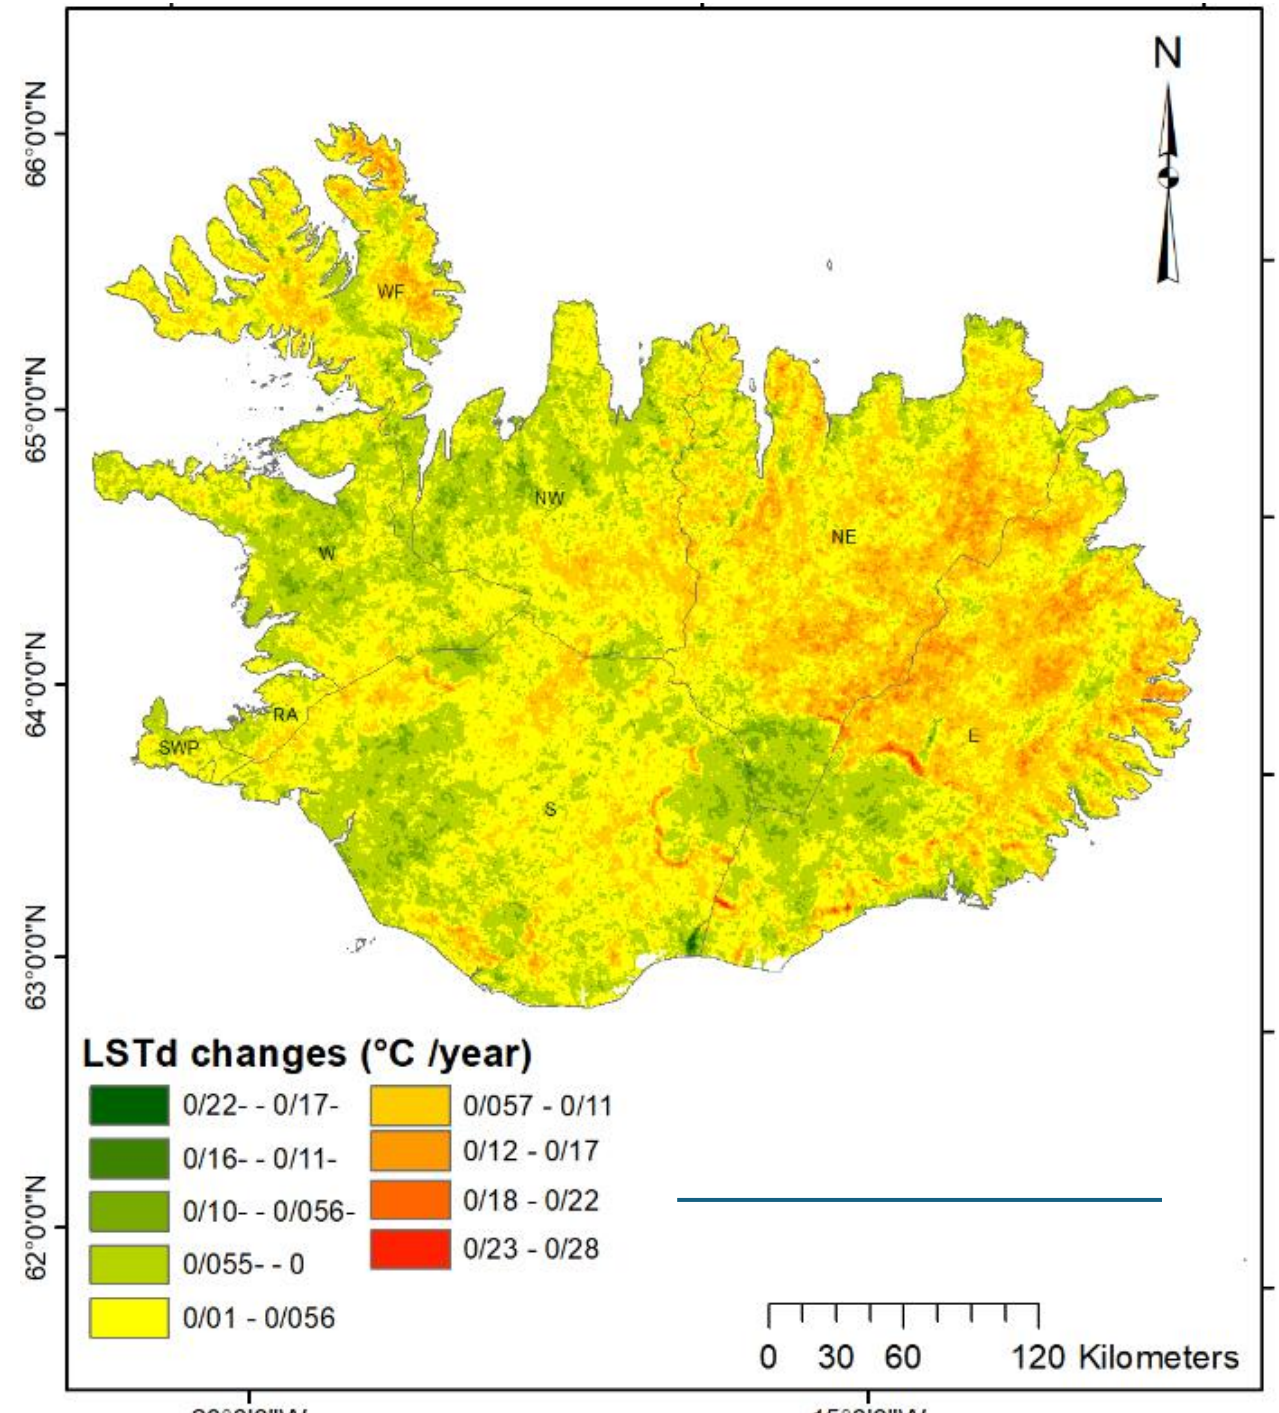 N
66°0'0"N
65°0'0"N
64°0'0"N
63°0'0"N
62°0'0"N
WF
NW
W
NE
RA
SWP
E
S
LSTd changes (°C /year)
0/22- - 0/17-
0/16- - 0/11-
0/10- - 0/056-
0/055- - 0
0/01 - 0/056
0/057 - 0/11
0/12 - 0/17
0/18 - 0/22
0/23 - 0/28
0 30 60 120 Kilometers